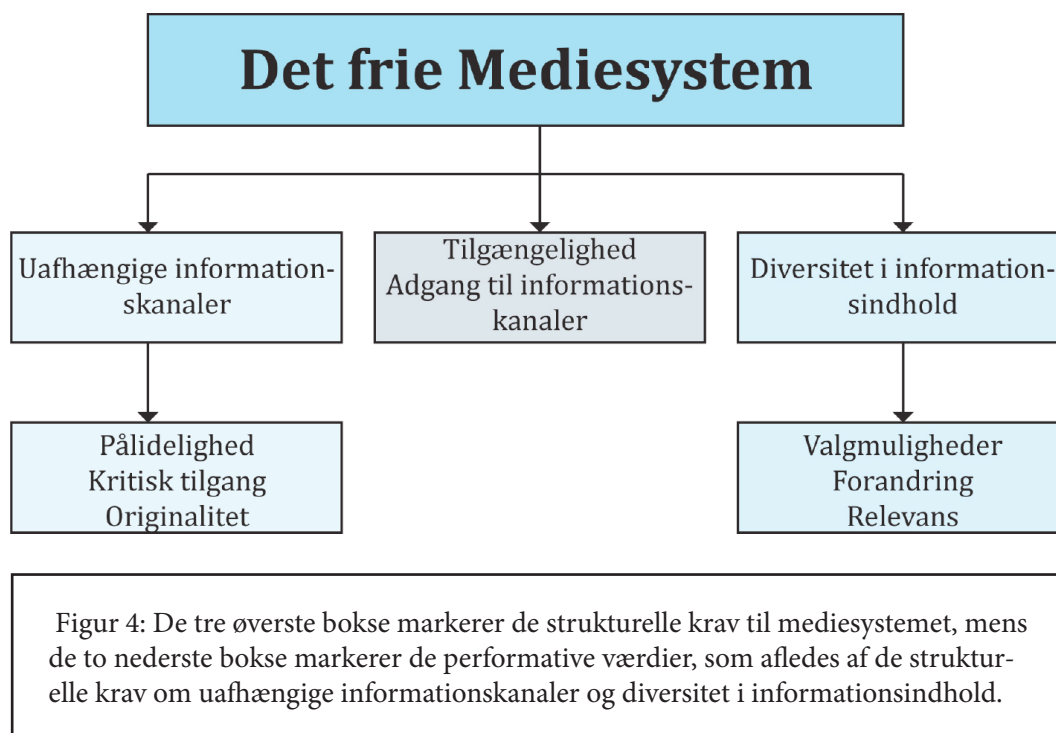 Det frie Mediesystem
Uafhængige information-
skanaler
Tilgængelighed
Adgang til informations-
kanaler
Diversitet i information-
sindhold
Pålidelighed
Kritisk tilgang
Originalitet
Valgmuligheder
Forandring
Relevans
Figur 4: De tre øverste bokse markerer de strukturelle krav til mediesystemet, mens
de to nederste bokse markerer de performative værdier, som afledes af de struktur-
elle krav om uafhængige informationskanaler og diversitet i informationsindhold.